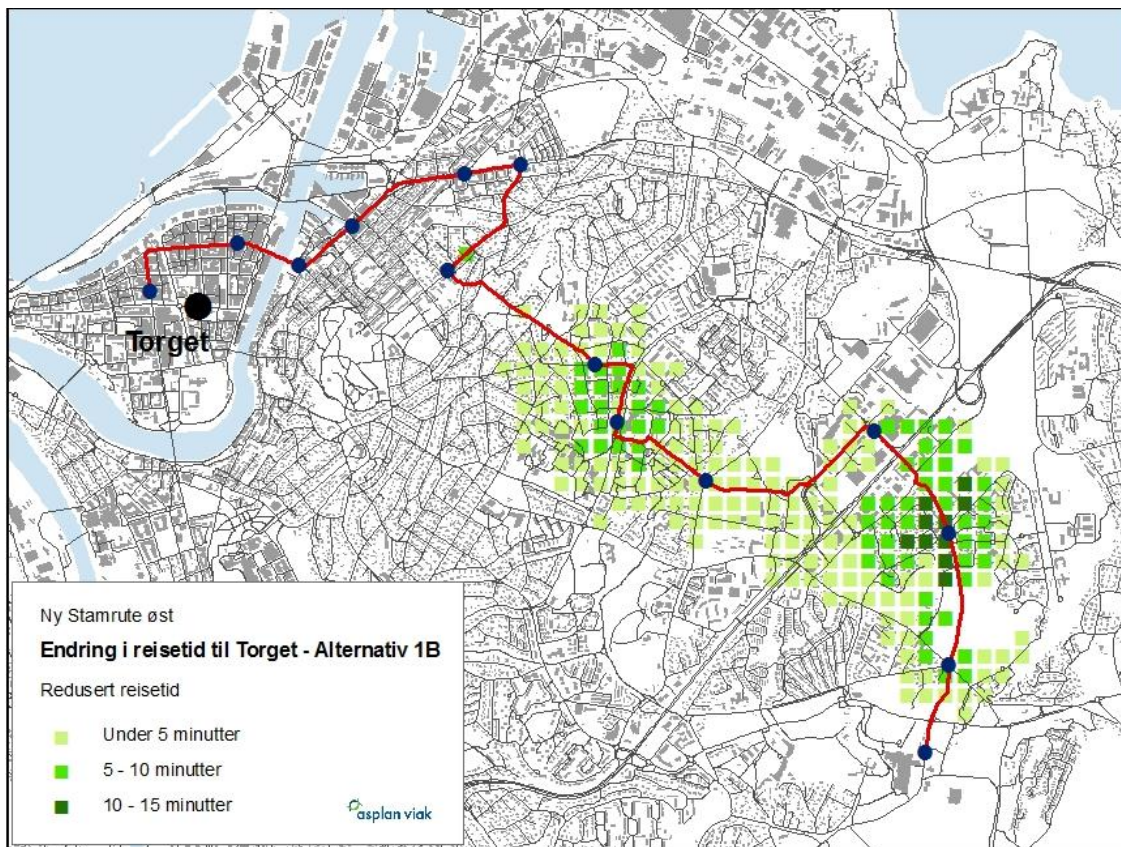 Torget
Ny Stamrute øst
Endring i reisetid til Torget - Alternativ 1B
Redusert reisetid
Under 5 minutter
5 - 10 minutter
10 - 15 minutter
asplan viak